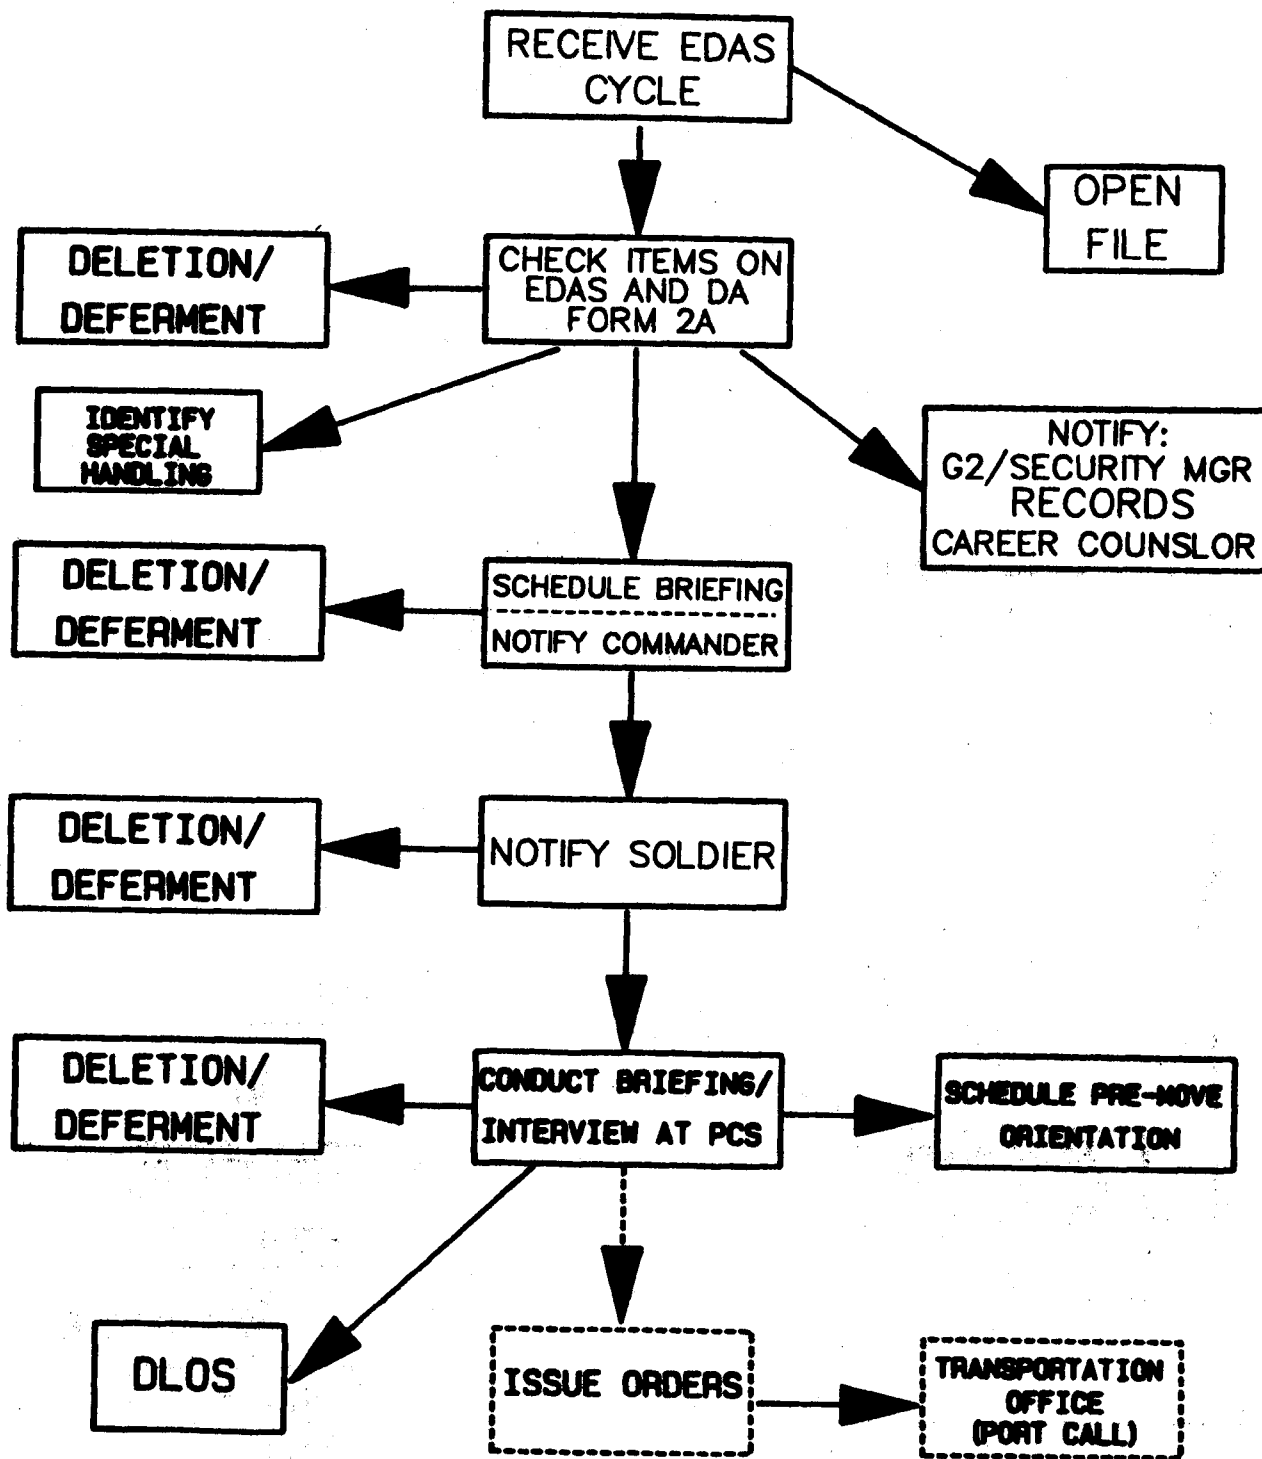 RECEIVE EDAS
CYCLE
OPEN
FILE
DELETION/
DEFERMENT
CHECK ITEMS ON
EDAS AND DA
FORM 2A
IDENTIFY
SPECIAL
HANDLING
NOTIFY:
G2/SECURITY MGR
RECORDS
CAREER COUNSLOR
DELETION/
DEFERMENT
SCHEDULE BRIEFING
NOTIFY COMMANDER
DELETION/
DEFERMENT
NOTIFY SOLDIER
DELETION/
DEFERMENT
CONDUCT BRIEFING/
INTERVIEW AT PCS
SCHEDULE PRE-MOVE
ORIENTATION
DLOS
ISSUE ORDERS
TRANSPORTATION
OFFICE
(PORT CALL)